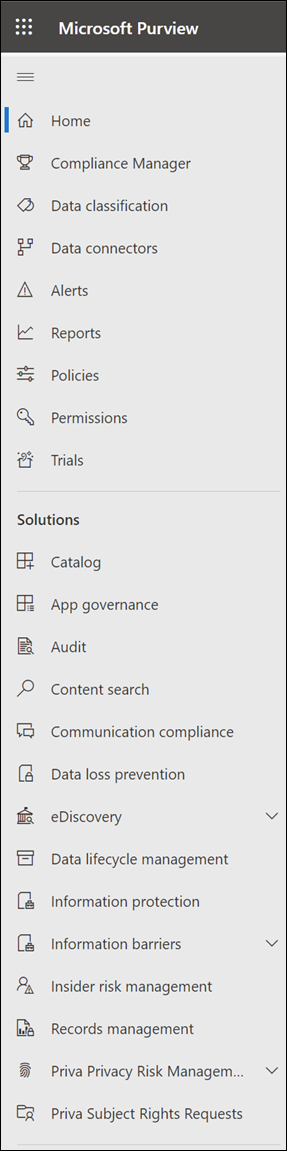 Microsoft Purview
Home
Compliance Manager
Data classification
Data connectors
Alerts
Reports
Policies
Permissions
Trials
Solutions
Catalog
App governance
Audit
Content search
Communication compliance
Data loss prevention
eDiscovery
Data lifecycle management
Information protection
Information barriers
Insider risk management
Records management
Priva Privacy Risk Managem...
Priva Subject Rights Requests